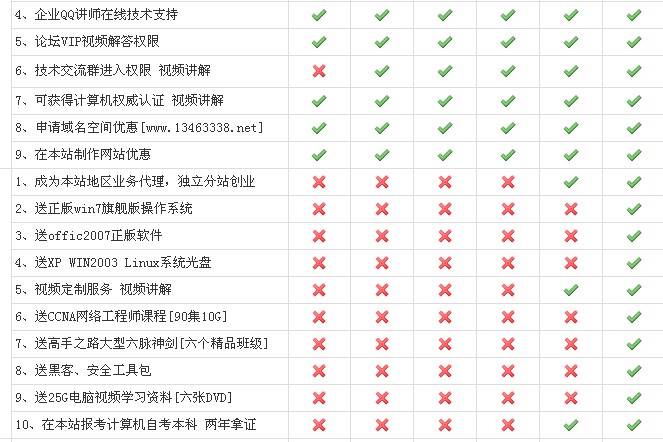 4、企业QQ讲师在线技术支持
5、论坛VIP视频解答权限
6、技术交流群进入权限 视频讲解
7、可获得计算机权威认证 视频讲解
8、申请域名空间优惠[www.13463338.net]
9、在本站制作网站优惠
1、成为本站地区业务代理，独立分站创业
2、送正版win7旗舰版操作系统
3、送offic2007正版软件
4、送XP WIN2003 Linux系统光盘
5、视频定制服务 视频讲解
6、送CCNA网络工程师课程[90集10G]
7、送高手之路大型六脉神剑[六个精品班级]
8、送黑客、安全工具包
9、送25G电脑视频学习资料[六张DVD]
10、在本站报考计算机自考本科 两年拿证